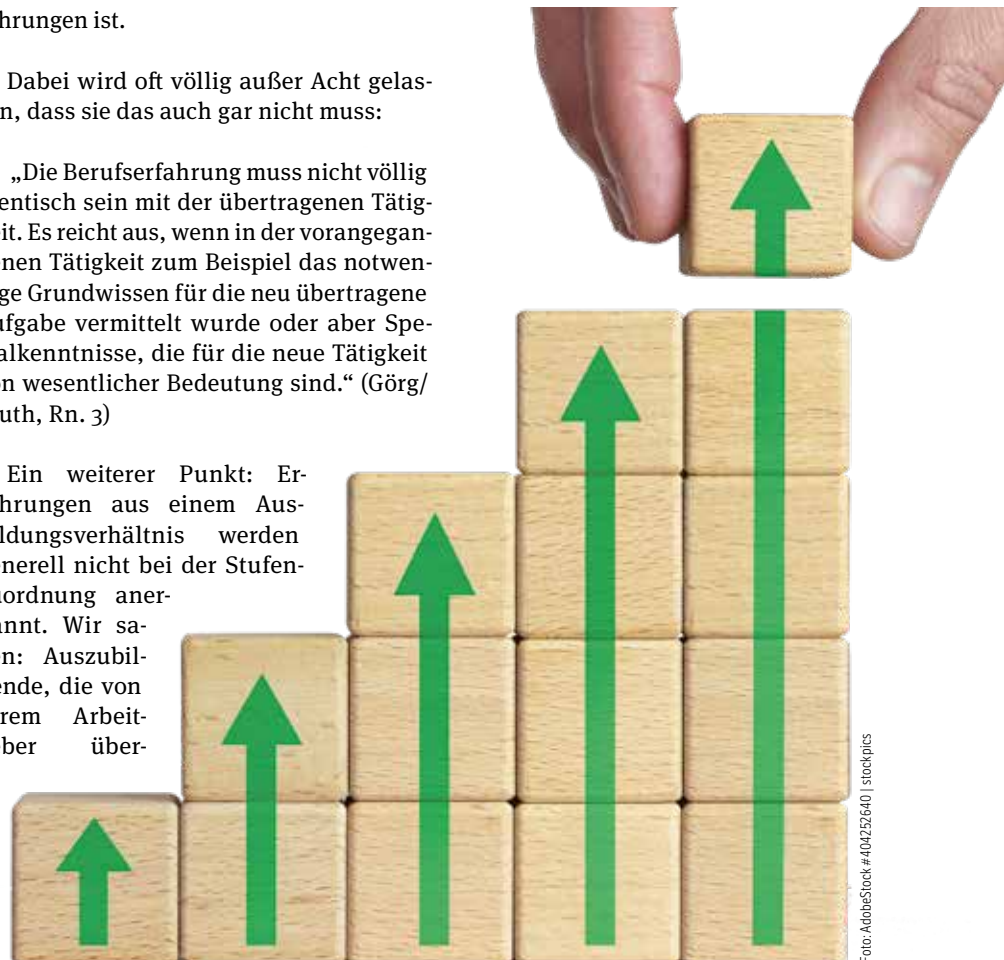 hrungen ist.
Dabei wird oft völlig außer Acht gelas-
n, dass sie das auch gar nicht muss:
„Die Berufserfahrung muss nicht völlig
entisch sein mit der übertragenen Tätig-
it. Es reicht aus, wenn in der vorangegan-
nen Tätigkeit zum Beispiel das notwen-
ge Grundwissen für die neu übertragene
ufgabe vermittelt wurde oder aber Spe-
alkenntnisse, die für die neue Tätigkeit
on wesentlicher Bedeutung sind.“ (Görg/
uth, Rn. 3)
Ein weiterer Punkt: Er-
hrungen aus einem Aus-
ldungsverhältnis werden
nerell nicht bei der Stufen-
ordnung aner-
annt. Wir sa-
en: Auszubil-
ende, die von
rem Arbeit-
ber über-
Foto: AdobeStock #404252640 | stockpics